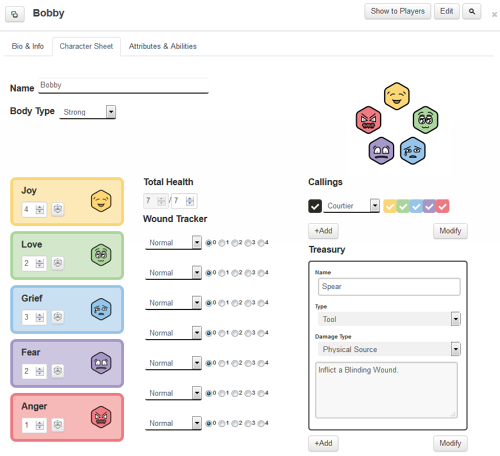 Bobby
Show to Players
Edit
Bio & Info
Character Sheet
Attributes & Abilities
Name
Bobby
Body Type
Strong
Joy
4
Love
2
Grief
3
Fear
2
Anger
1
Total Health
7 / 7
Wound Tracker
Normal 0 1 2 3 4
Normal 0 1 2 3 4
Normal 0 1 2 3 4
Normal 0 1 2 3 4
Normal 0 1 2 3 4
Normal 0 1 2 3 4
Normal 0 1 2 3 4
Callings
Courtier
+Add
Modify
Treasury
Name
Spear
Type
Tool
Damage Type
Physical Source
Inflict a Blinding Wound.
+Add
Modify